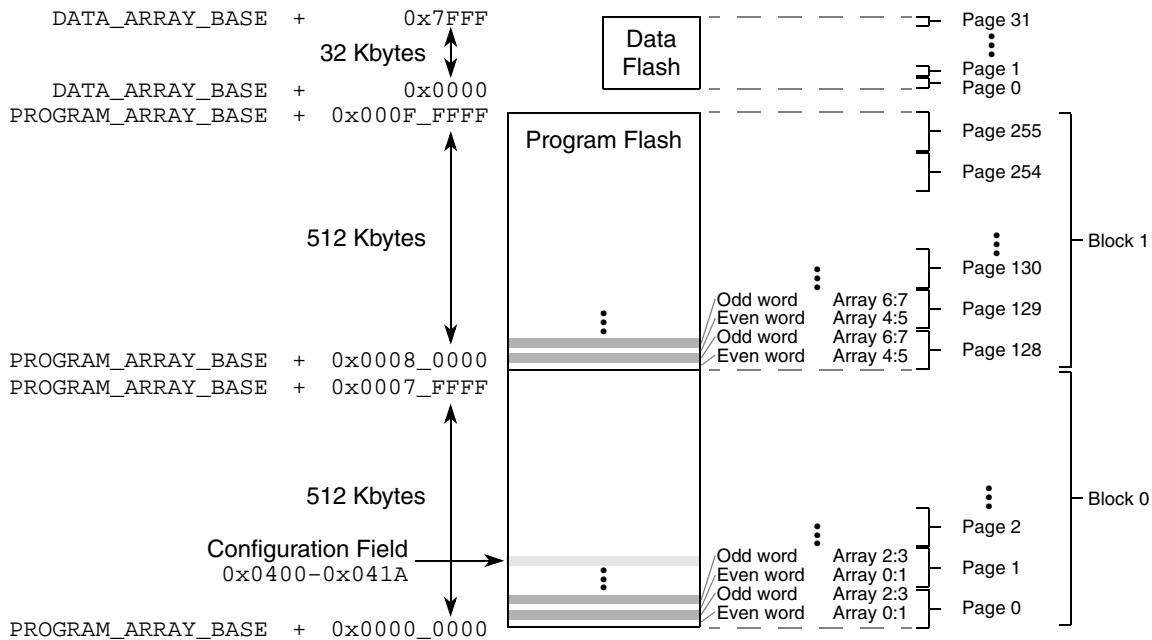 DATA_ARRAY_BASE + 0x7FFF
32 Kbytes
DATA_ARRAY_BASE + 0x0000
Data
Flash
Page 31
Page 1
Page 0
PROGRAM_ARRAY_BASE + 0x000F_FFFF
512 Kbytes
PROGRAM_ARRAY_BASE + 0x0008_0000
Program Flash
Page 255
Page 254
Page 130
Odd word Array 6:7
Even word Array 4:5
Page 129
Odd word Array 6:7
Even word Array 4:5
Page 128
Block 1
PROGRAM_ARRAY_BASE + 0x0007_FFFF
512 Kbytes
Configuration Field
0x0400-0x041A
PROGRAM_ARRAY_BASE + 0x0000_0000
Page 2
Odd word Array 2:3
Even word Array 0:1
Page 1
Odd word Array 2:3
Even word Array 0:1
Page 0
Block 0